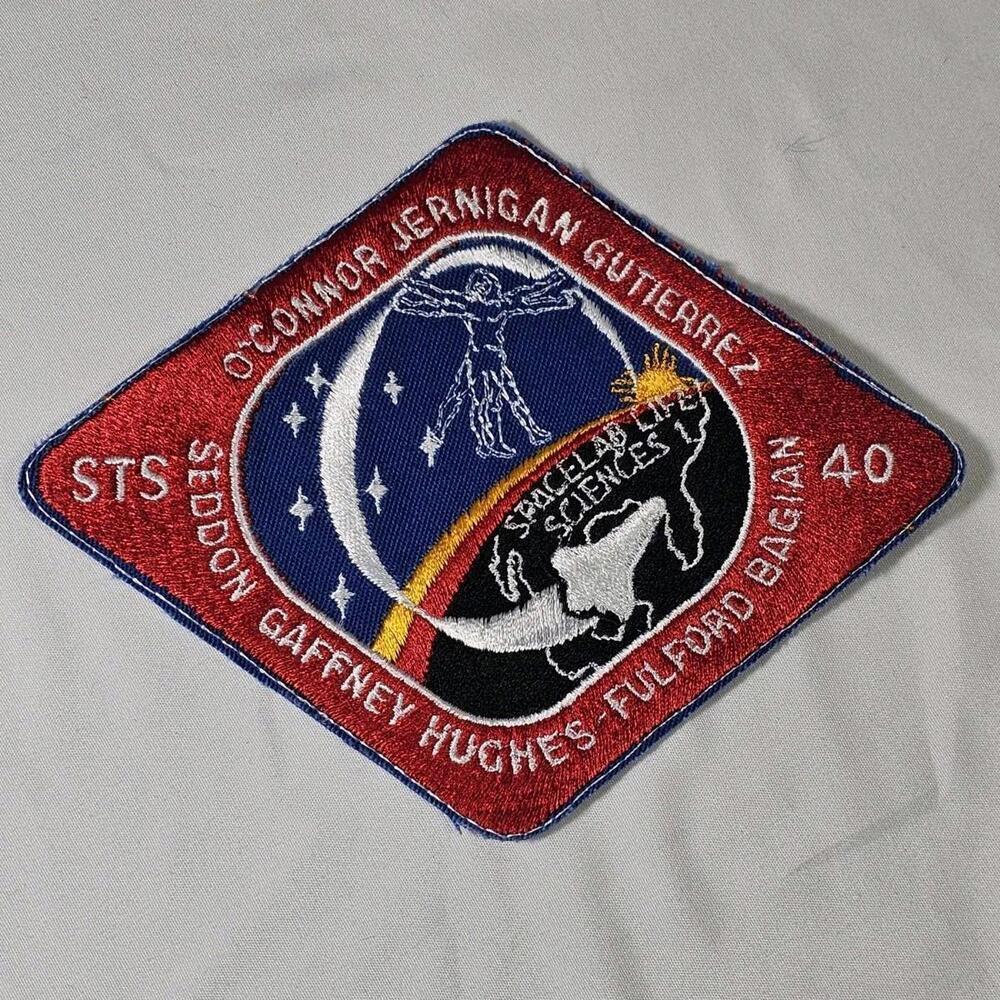 O'CONNOR JERNIGAN GUTIERREZ
STS
40
SPACELAB LIFE
SCIENCES 1
SEDDON GAFFNEY HUGHES-FULFORD BAGIAN